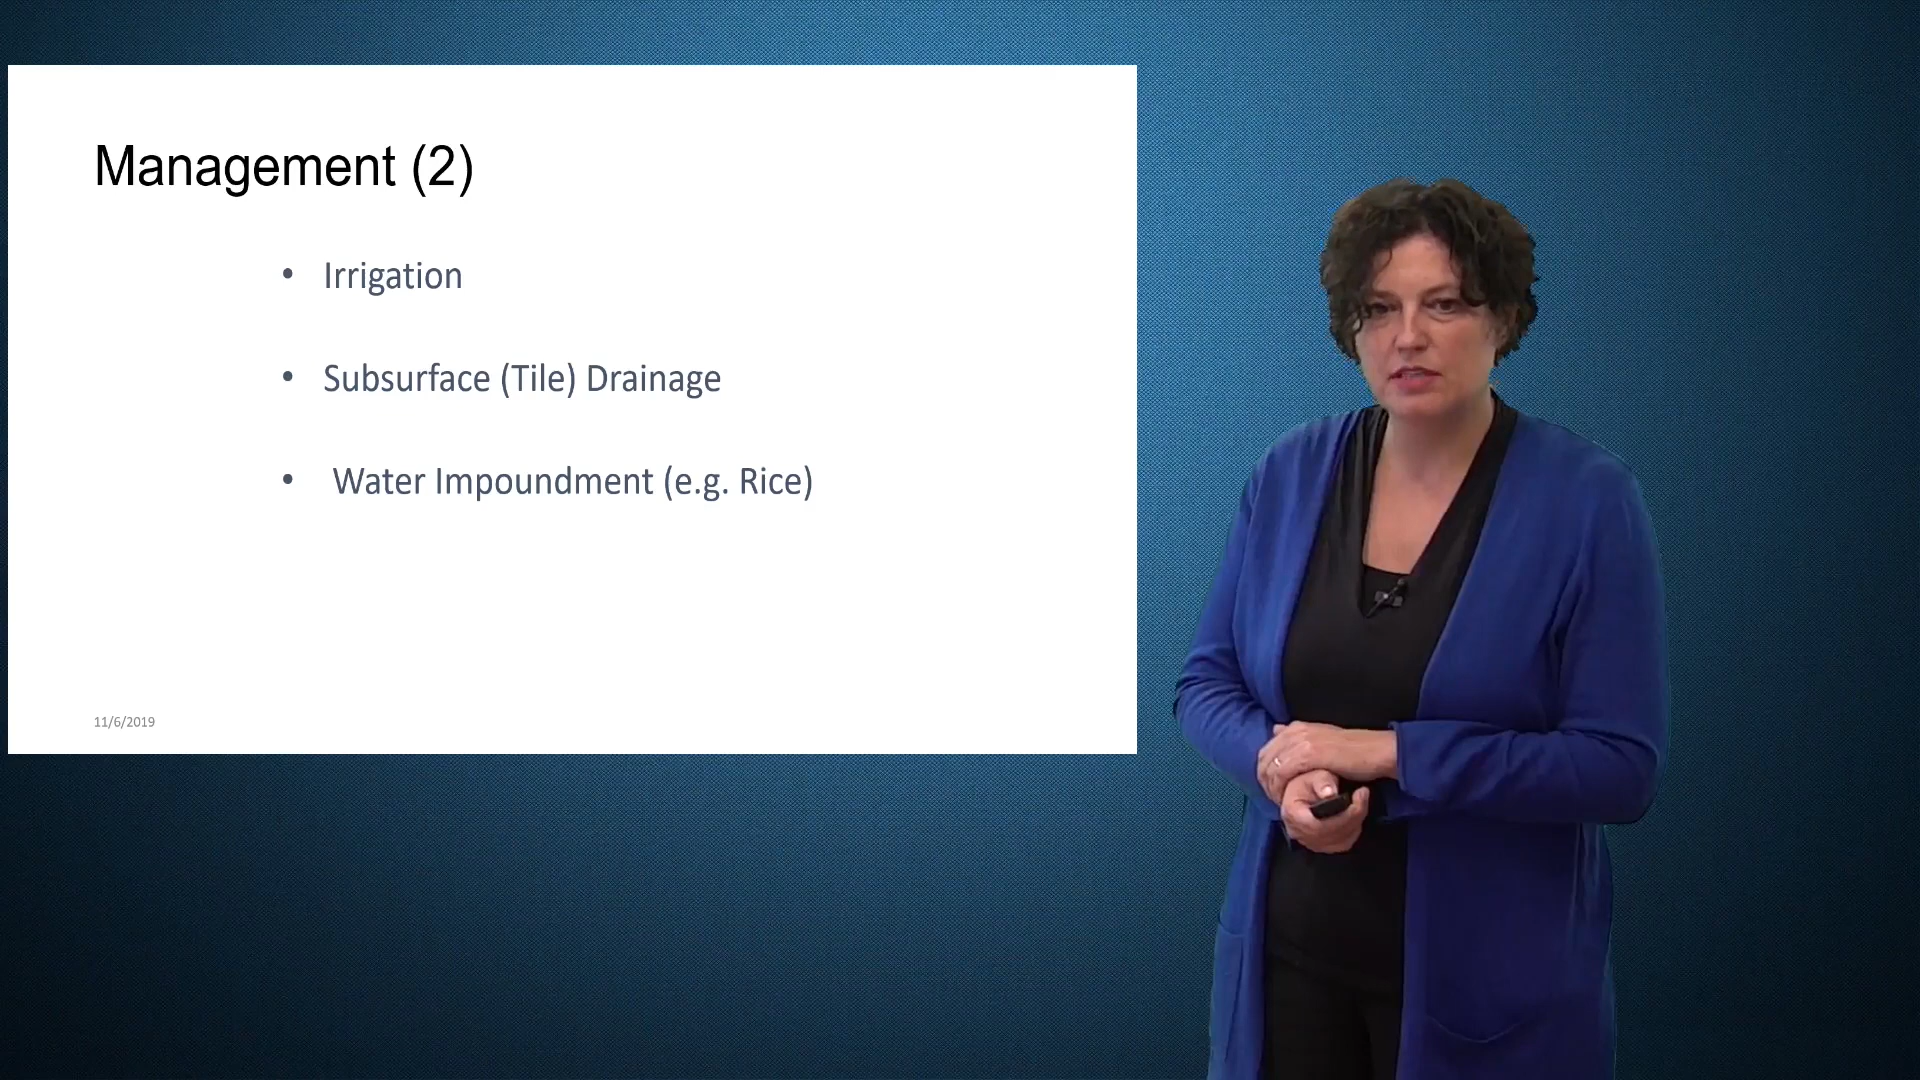 Management (2)
• Irrigation
• Subsurface (Tile) Drainage
• Water Impoundment (e.g. Rice)
11/6/2019